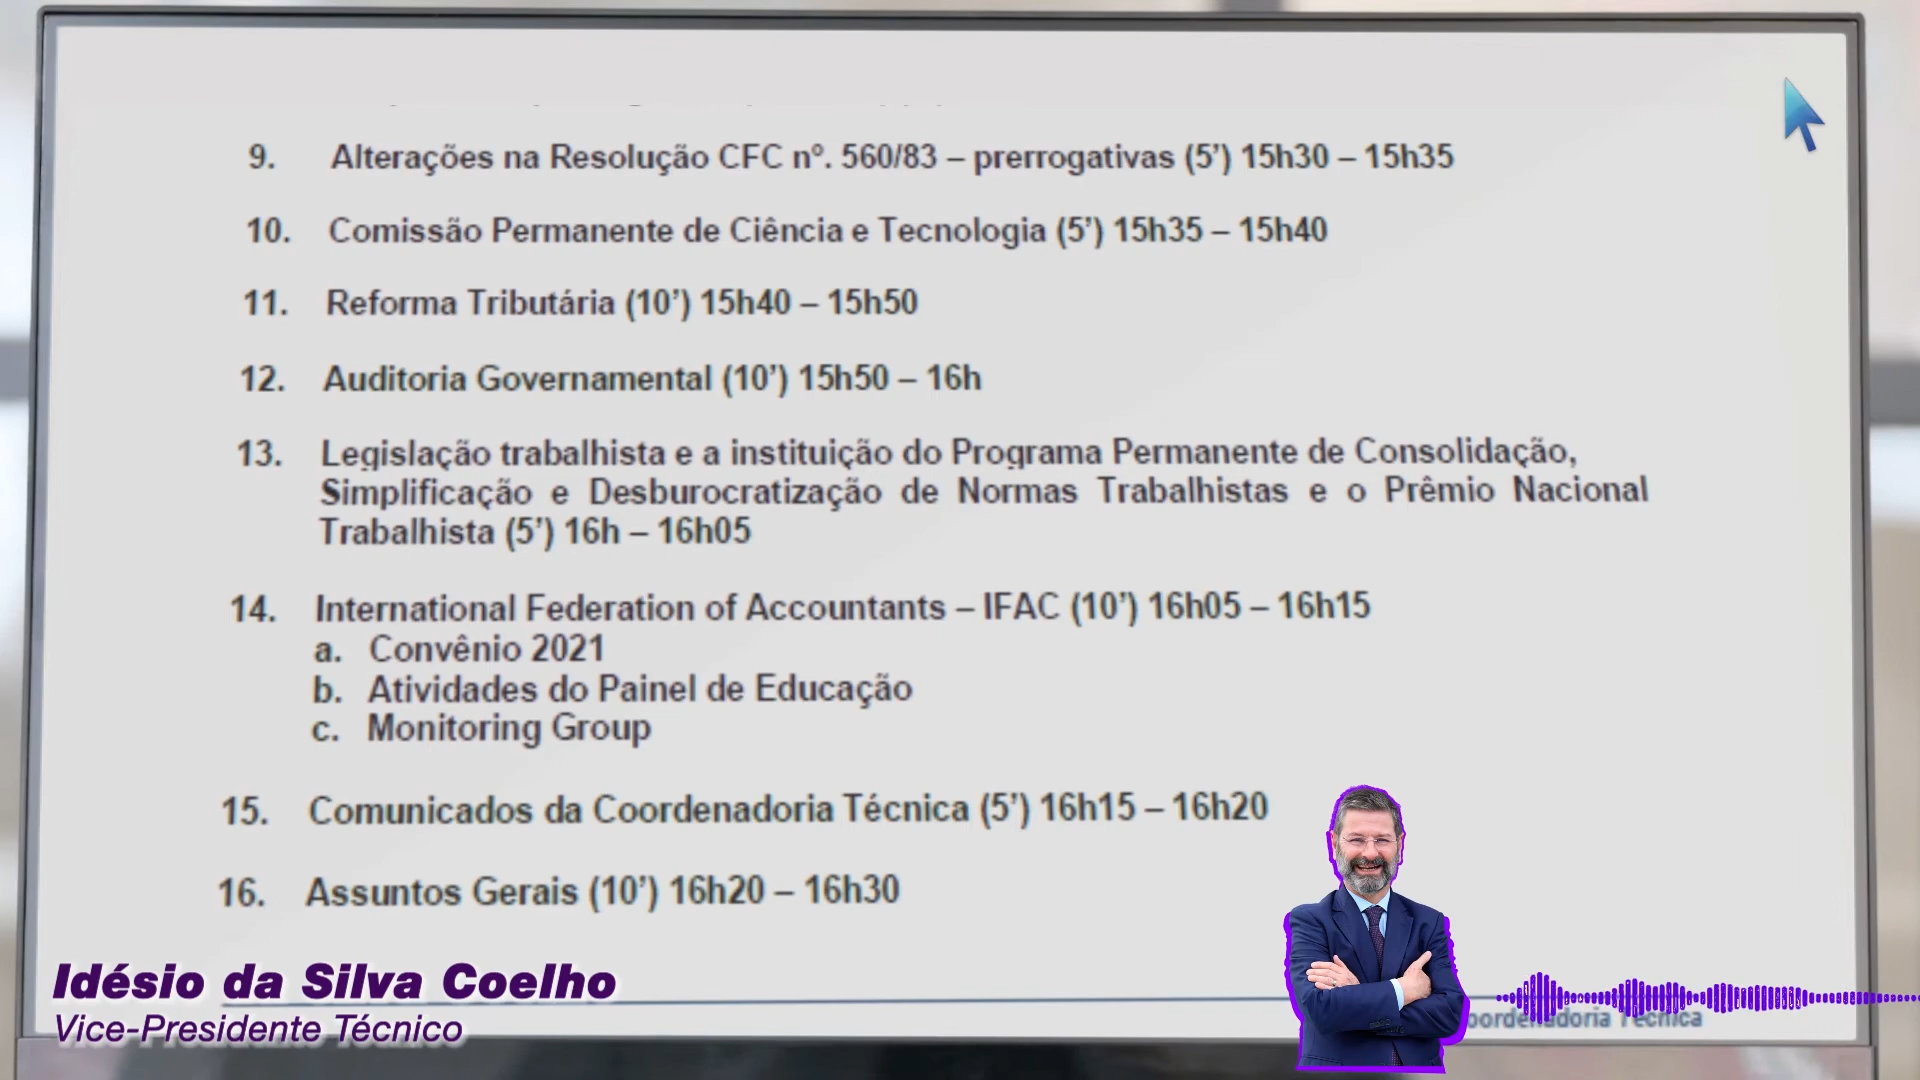 9. Alterações na Resolução CFC nº. 560/83 – prerrogativas (5’) 15h30 – 15h35
10. Comissão Permanente de Ciência e Tecnologia (5’) 15h35 – 15h40
11. Reforma Tributária (10’) 15h40 – 15h50
12. Auditoria Governamental (10’) 15h50 – 16h
13. Legislação trabalhista e a instituição do Programa Permanente de Consolidação,
Simplificação e Desburocratização de Normas Trabalhistas e o Prêmio Nacional
Trabalhista (5’) 16h – 16h05
14. International Federation of Accountants – IFAC (10’) 16h05 – 16h15
a. Convênio 2021
b. Atividades do Painel de Educação
c. Monitoring Group
15. Comunicados da Coordenadoria Técnica (5’) 16h15 – 16h20
16. Assuntos Gerais (10’) 16h20 – 16h30
Idésio da Silva Coelho
Vice-Presidente Técnico